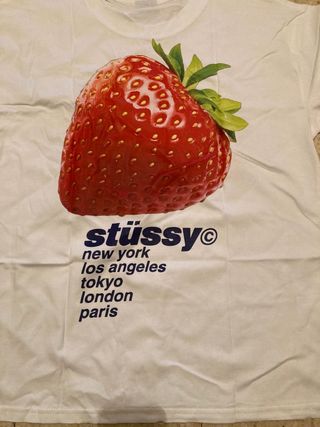 stüssy©
new york
los angeles
tokyo
london
paris